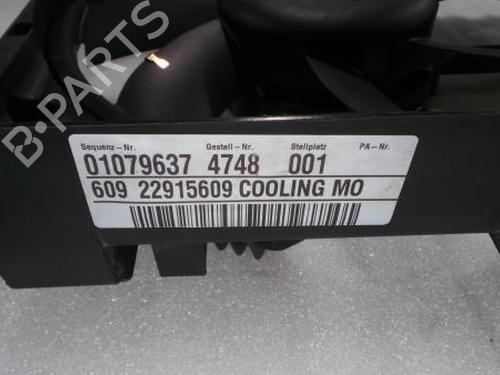 B-PARTS
Sequenz-Nr. Gestell-Nr. Stellplatz PA-Nr.
01079637 4748 001
609 22915609 COOLING MO